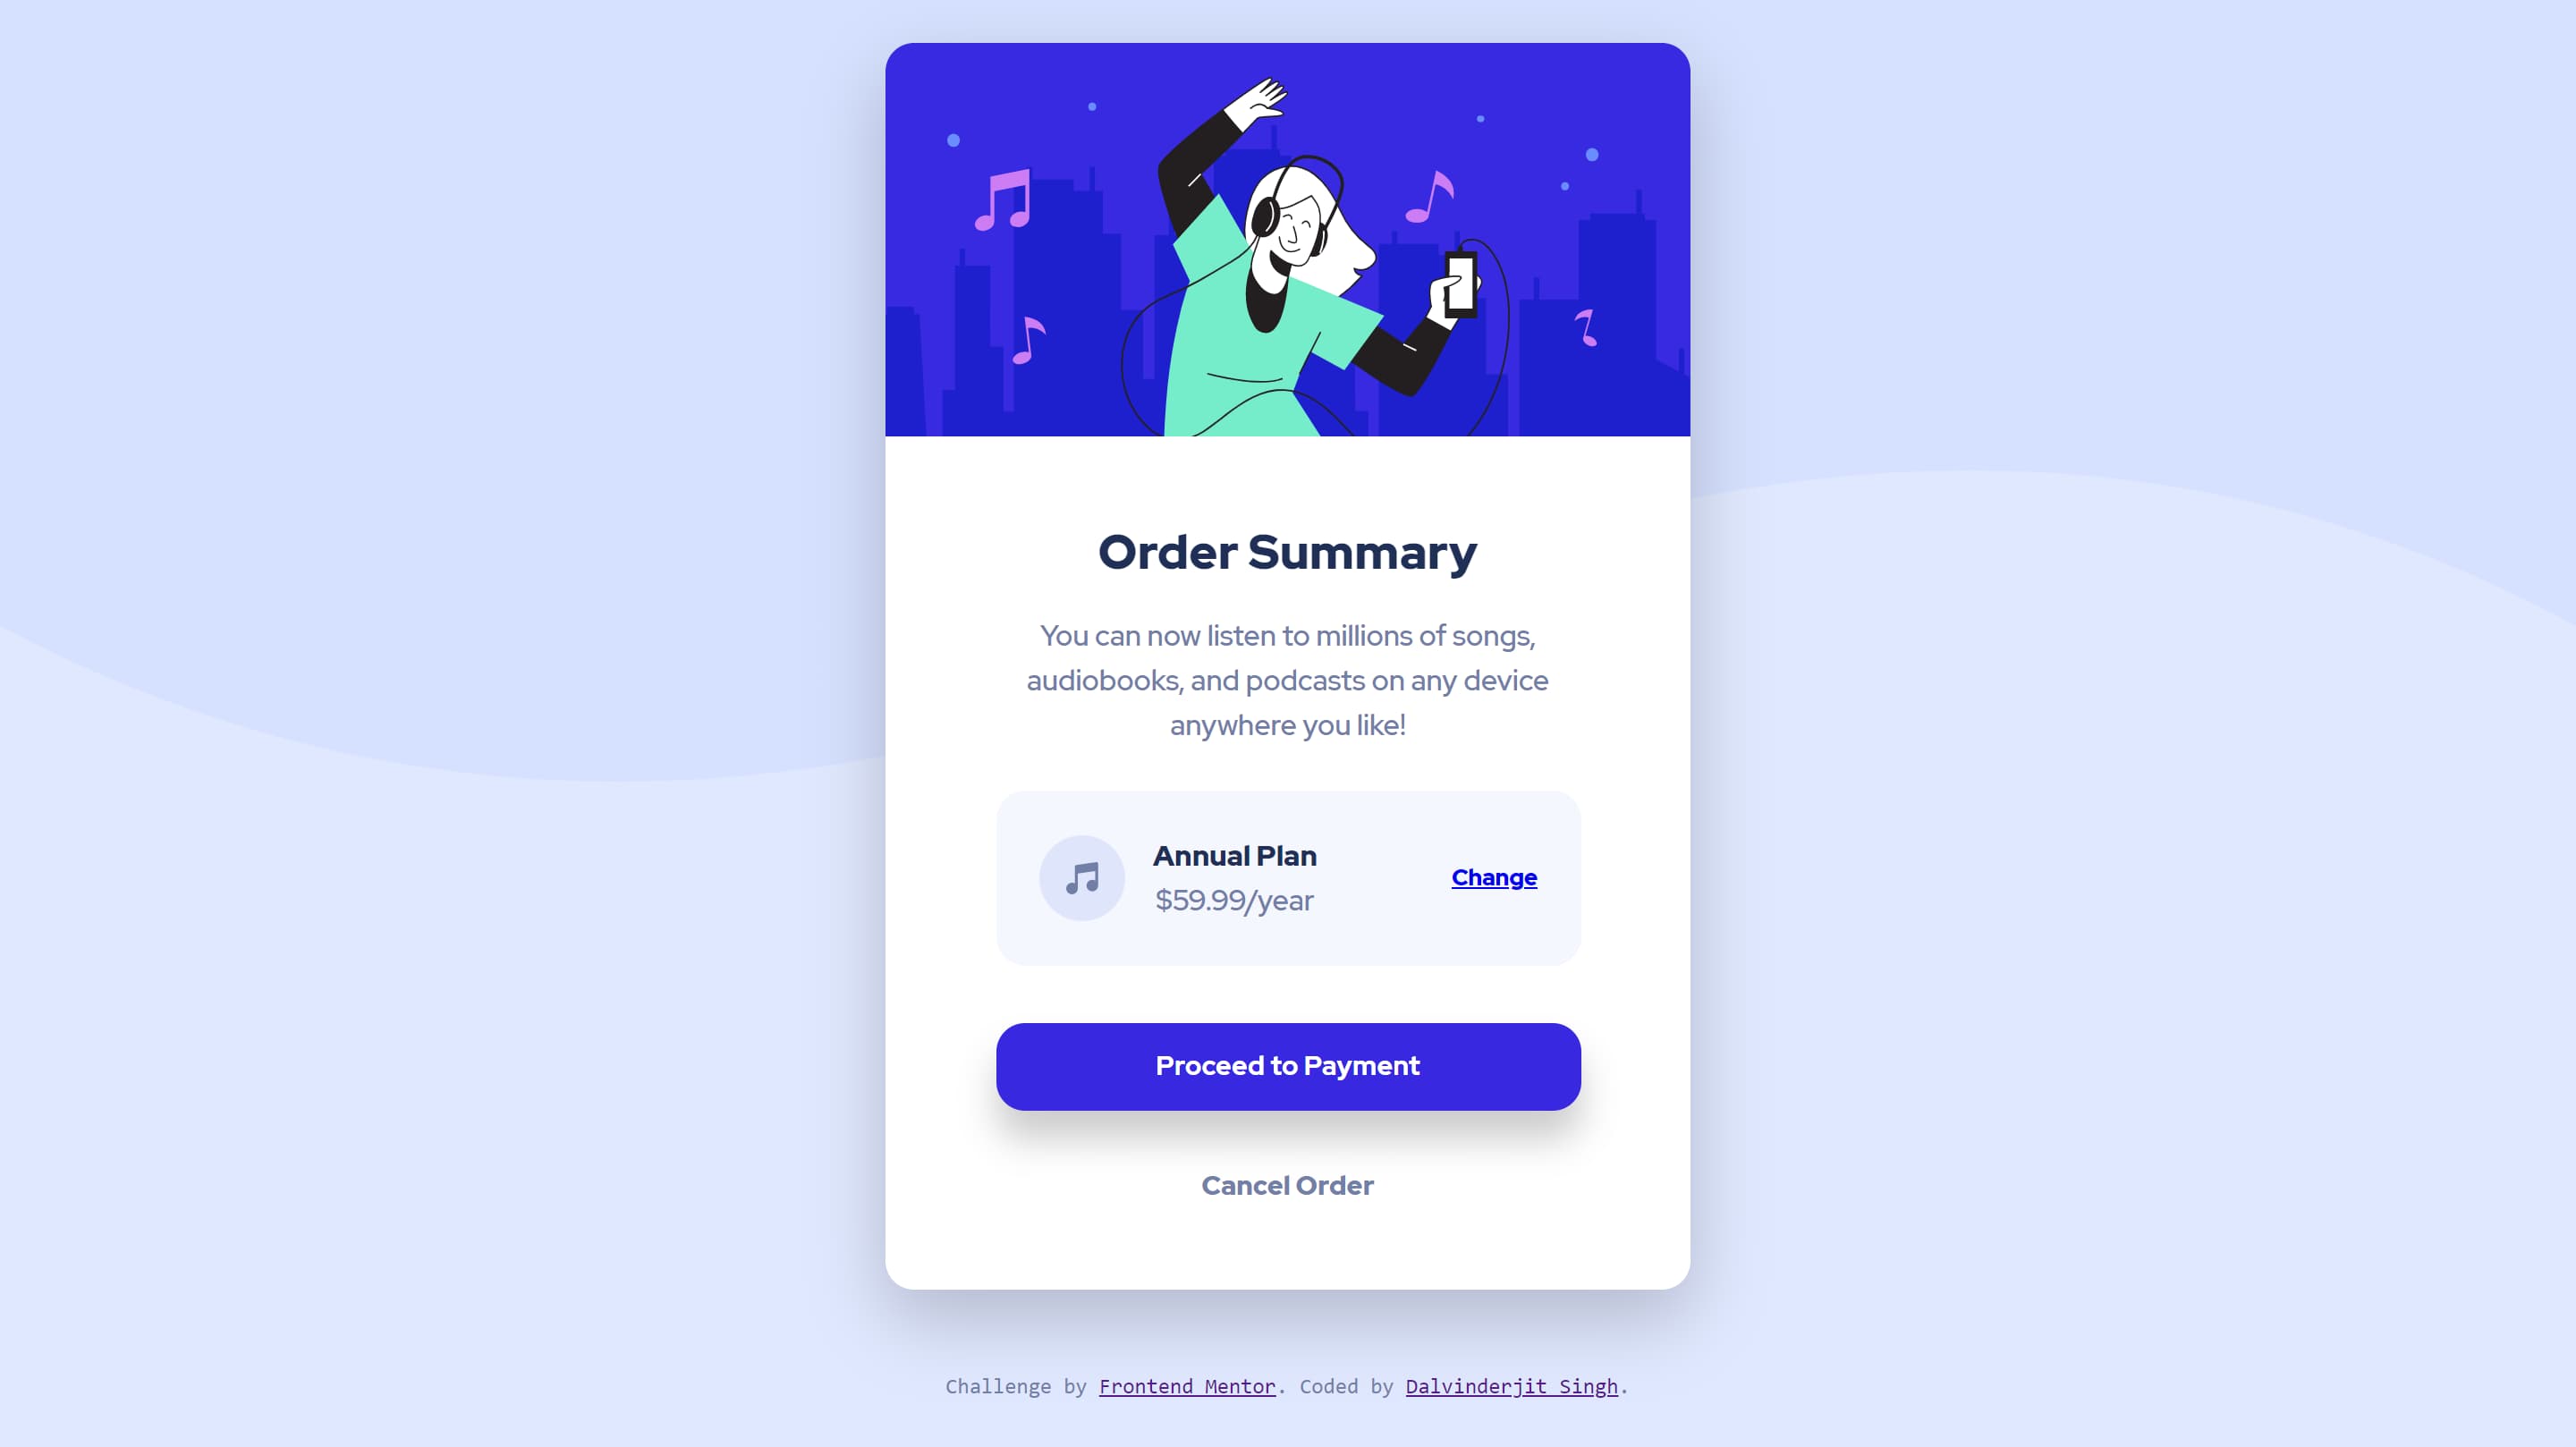 Order Summary
You can now listen to millions of songs,
audiobooks, and podcasts on any device
anywhere you like!
Annual Plan
$59.99/year
Change
Proceed to Payment
Cancel Order
Challenge by Frontend Mentor. Coded by Dalvinderjit Singh.